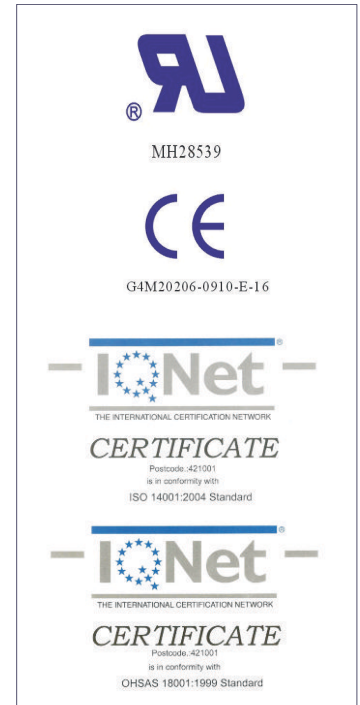 ®
MH28539
CE
G4M20206-0910-E-16
IQNet ®
THE INTERNATIONAL CERTIFICATION NETWORK
CERTIFICATE
Postcode.:421001
is in conformity with
ISO 14001:2004 Standard
IQNet ®
THE INTERNATIONAL CERTIFICATION NETWORK
CERTIFICATE
Postcode.:421001
is in conformity with
OHSAS 18001:1999 Standard